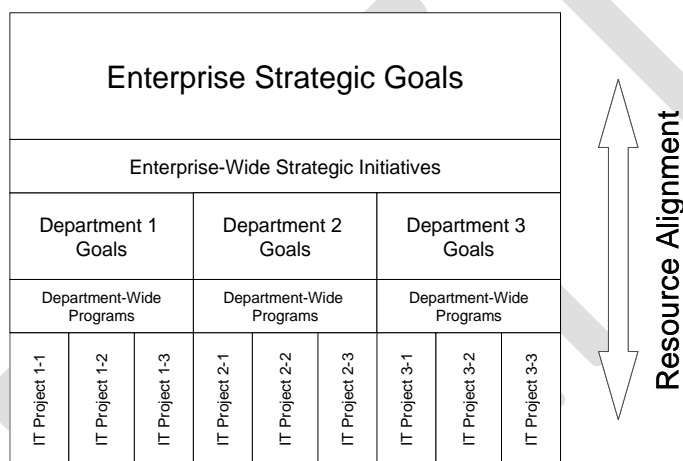 Enterprise Strategic Goals
Enterprise-Wide Strategic Initiatives
Department 1
Goals
Department 2
Goals
Department 3
Goals
Department-Wide
Programs
Department-Wide
Programs
Department-Wide
Programs
IT Project 1-1
IT Project 1-2
IT Project 1-3
IT Project 2-1
IT Project 2-2
IT Project 2-3
IT Project 3-1
IT Project 3-2
IT Project 3-3
Resource Alignment